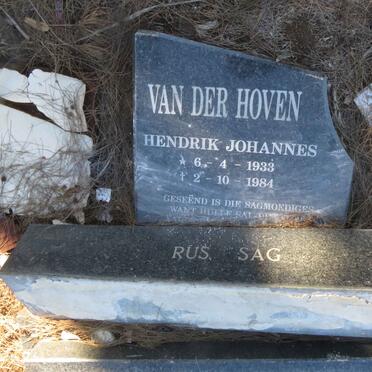 VAN DER HOVEN
HENDRIK JOHANNES
* 6 - 4 - 1933
† 2 - 10 - 1984
GESEËND IS DIE SAGMOEDIGES
WANT HULLE SAL
RUS SAG